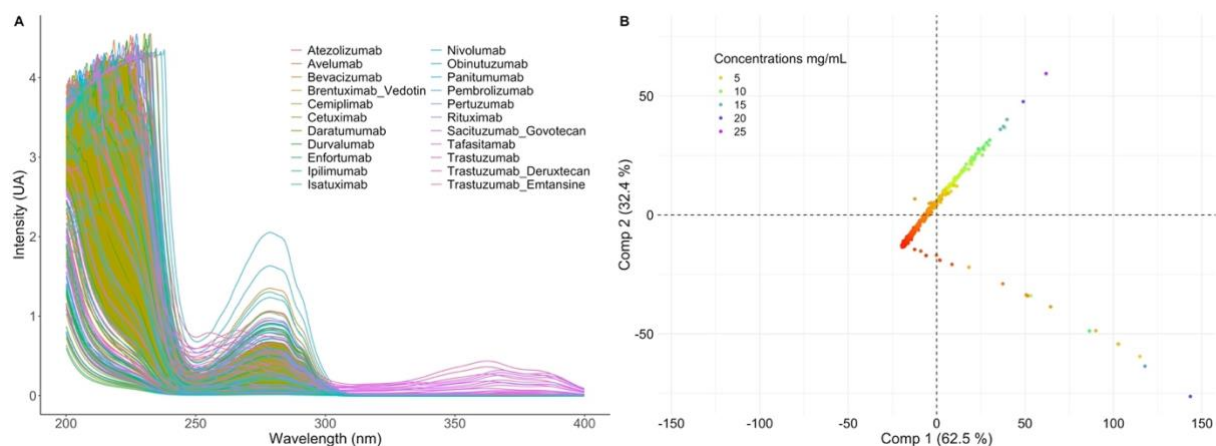 A
Intensity (UA)
4
3
2
1
0
200
250
300
350
400
Wavelength (nm)
Atezolizumab
Avelumab
Bevacizumab
Brentuximab_Vedotin
Cemiplimab
Cetuximab
Daratumumab
Durvalumab
Enfortumab
Ipilimumab
Isatuximab
Nivolumab
Obinutuzumab
Panitumumab
Pembrolizumab
Pertuzumab
Rituximab
Sacituzumab_Govotecan
Tafasitamab
Trastuzumab
Trastuzumab_Deruxtecan
Trastuzumab_Emtansine
B
Comp 2 (32.4 %)
50
0
-50
-150
-100
-50
0
50
100
150
Comp 1 (62.5 %)
Concentrations mg/mL
5
10
15
20
25